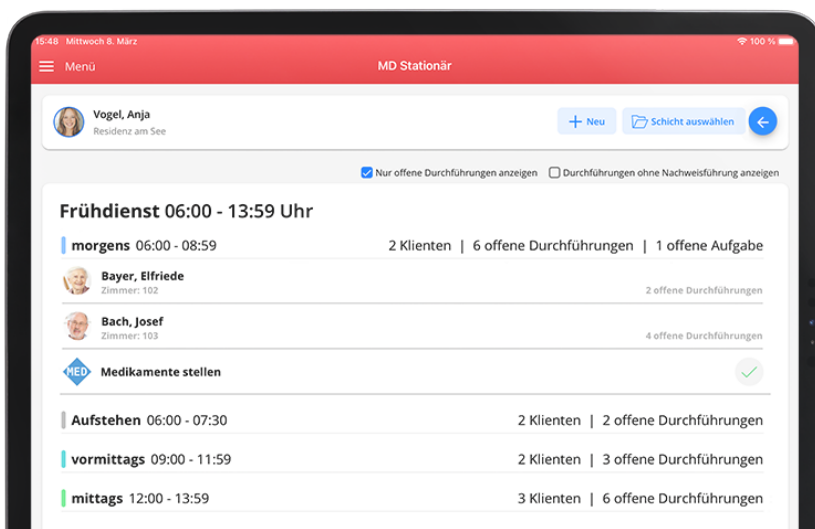 15:48 Mittwoch 8. März 100 %
Menü MD Stationär
Vogel, Anja
Residenz am See
Neu Schicht auswählen
Nur offene Durchführungen anzeigen Durchführungen ohne Nachweisführung anzeigen
Frühdienst 06:00 - 13:59 Uhr
morgens 06:00 - 08:59 2 Klienten | 6 offene Durchführungen | 1 offene Aufgabe
Bayer, Elfriede
Zimmer: 102 2 offene Durchführungen
Bach, Josef
Zimmer: 103 4 offene Durchführungen
MED Medikamente stellen
Aufstehen 06:00 - 07:30 2 Klienten | 2 offene Durchführungen
vormittags 09:00 - 11:59 2 Klienten | 3 offene Durchführungen
mittags 12:00 - 13:59 3 Klienten | 6 offene Durchführungen